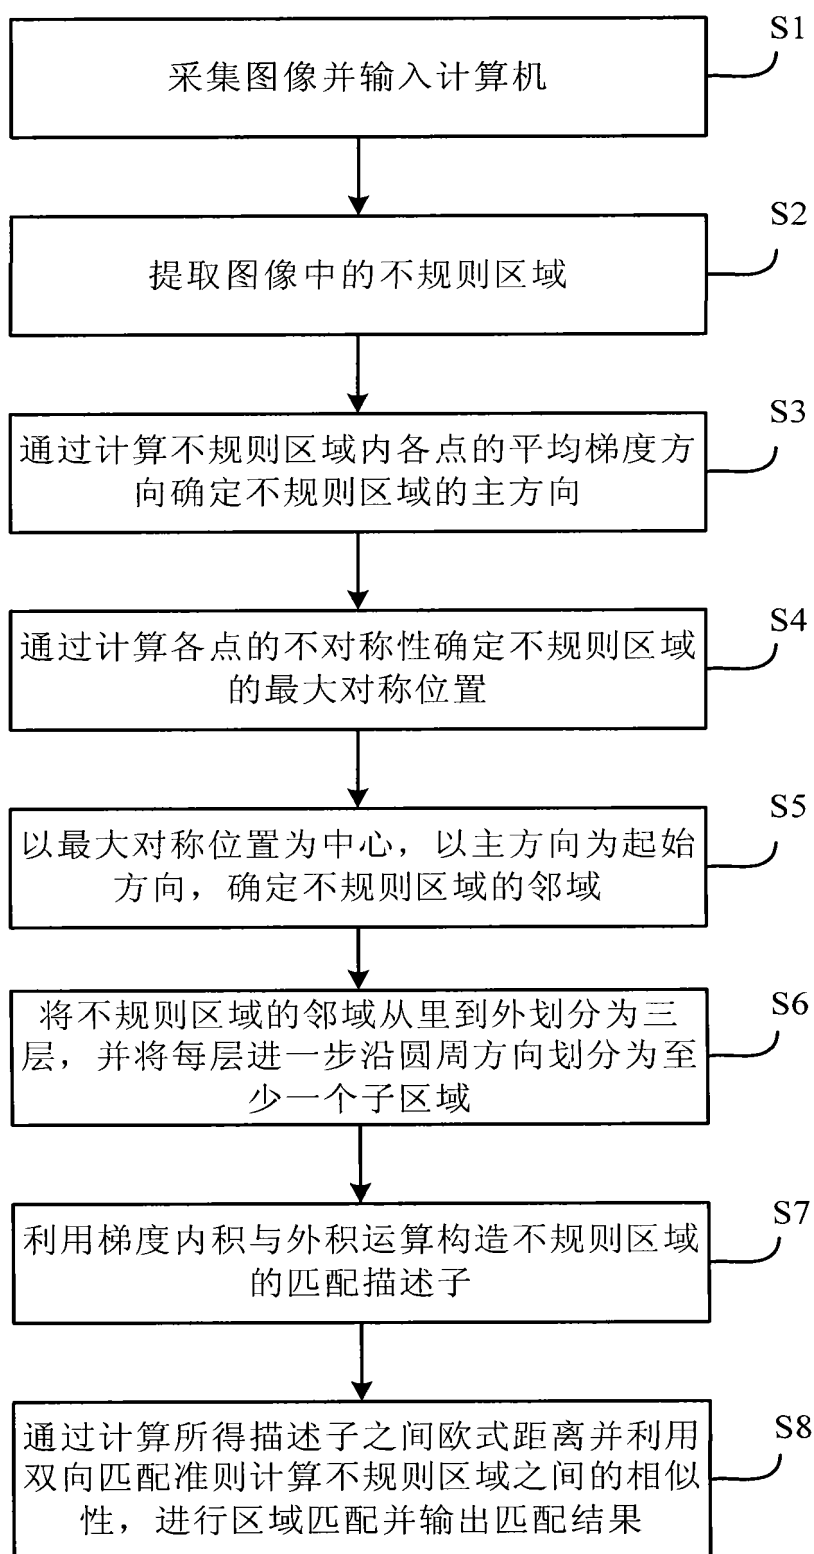 S1
采集图像并输入计算机
S2
提取图像中的不规则区域
S3
通过计算不规则区域内各点的平均梯度方
向确定不规则区域的主方向
S4
通过计算各点的不对称性确定不规则区域
的最大对称位置
S5
以最大对称位置为中心，以主方向为起始
方向，确定不规则区域的邻域
S6
将不规则区域的邻域从里到外划分为三
层，并将每层进一步沿圆周方向划分为至
少一个子区域
S7
利用梯度内积与外积运算构造不规则区域
的匹配描述子
S8
通过计算所得描述子之间欧式距离并利用
双向匹配准则计算不规则区域之间的相似
性，进行区域匹配并输出匹配结果